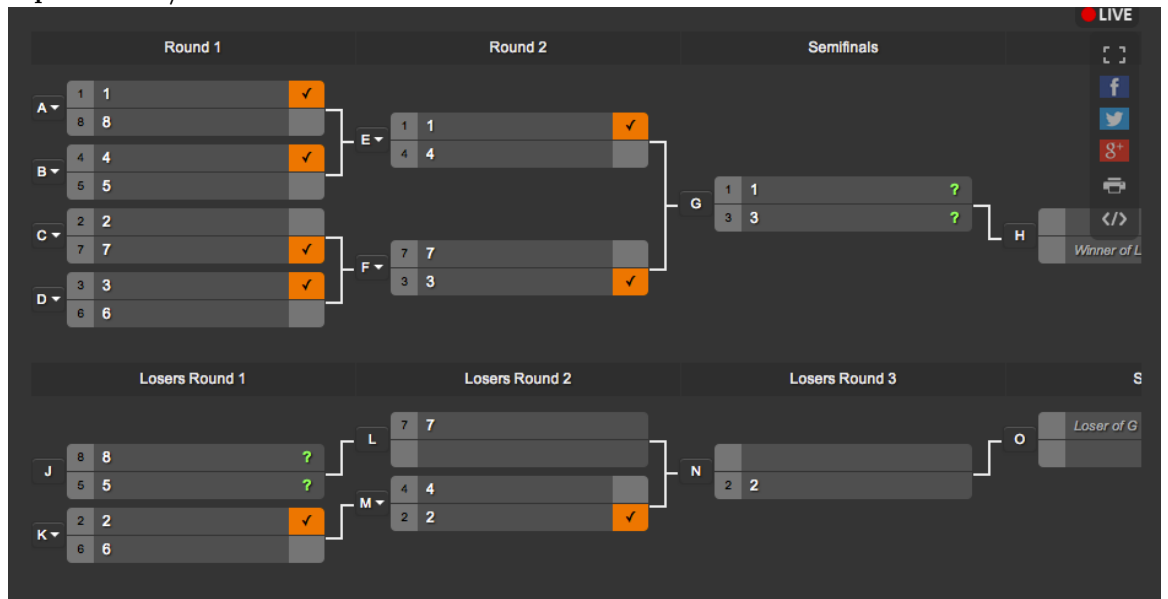 LIVE
Round 1 Round 2 Semifinals
A 1 1 ✓
8 8
B 4 4 ✓
5 5
C 2 2
7 7 ✓
D 3 3 ✓
6 6
E 1 1 ✓
4 4
F 7 7
3 3 ✓
G 1 1 ?
3 3 ?
H
Winner of L
f
g+
</>
Losers Round 1 Losers Round 2 Losers Round 3 S
J 8 8 ?
5 5 ?
K 2 2 ✓
6 6
L 7 7
M 4 4
2 2 ✓
N
2 2
O Loser of G